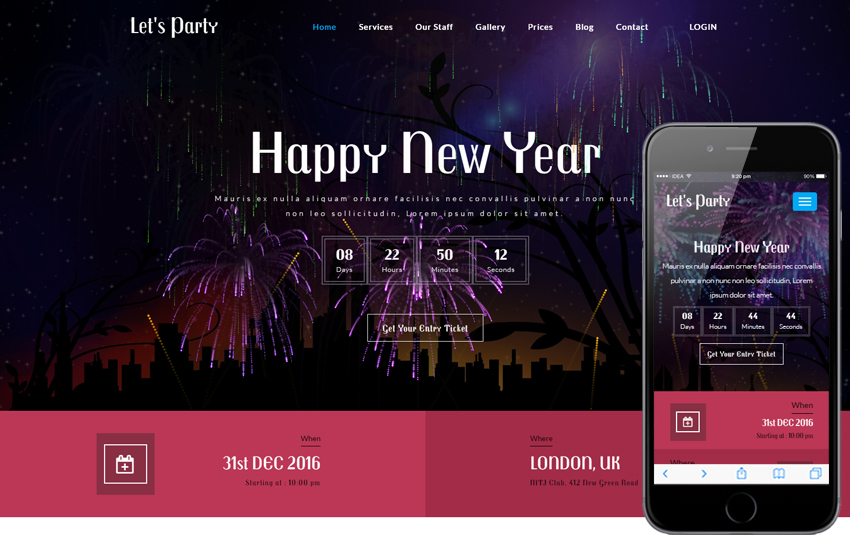 Let's Party
Home Services Our Staff Gallery Prices Blog Contact LOGIN
Happy New Year
Mauris ex nulla aliquam ornare facilisis nec convallis pulvinar a non nunc
non leo sollicitudin, Lorem ipsum dolor sit amet.
08 22 50 12
Days Hours Minutes Seconds
Get Your Entry Ticket
When
31st DEC 2016
Starting at : 10:00 pm
Where
LONDON, UK
MTJ Club, 412 New Green Road
IDEA 9:20 pm 90%
Let's Party
Happy New Year
Mauris ex nulla aliquam ornare facilisis nec convallis
pulvinar a non nunc non leo sollicitudin, Lorem
ipsum dolor sit amet.
08 22 44 44
Days Hours Minutes Seconds
Get Your Entry Ticket
When
31st DEC 2016
Starting at : 10:00 pm
Where